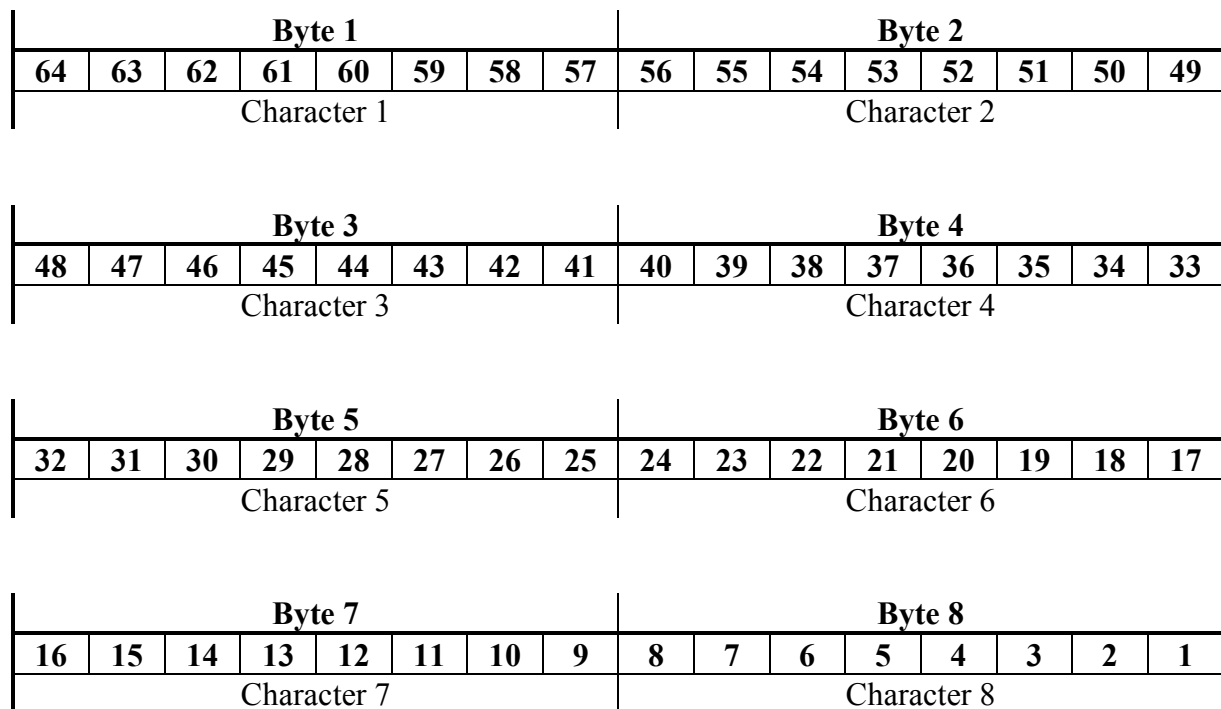 Byte 1 Byte 2
64 63 62 61 60 59 58 57 56 55 54 53 52 51 50 49
Character 1 Character 2
Byte 3 Byte 4
48 47 46 45 44 43 42 41 40 39 38 37 36 35 34 33
Character 3 Character 4
Byte 5 Byte 6
32 31 30 29 28 27 26 25 24 23 22 21 20 19 18 17
Character 5 Character 6
Byte 7 Byte 8
16 15 14 13 12 11 10 9 8 7 6 5 4 3 2 1
Character 7 Character 8